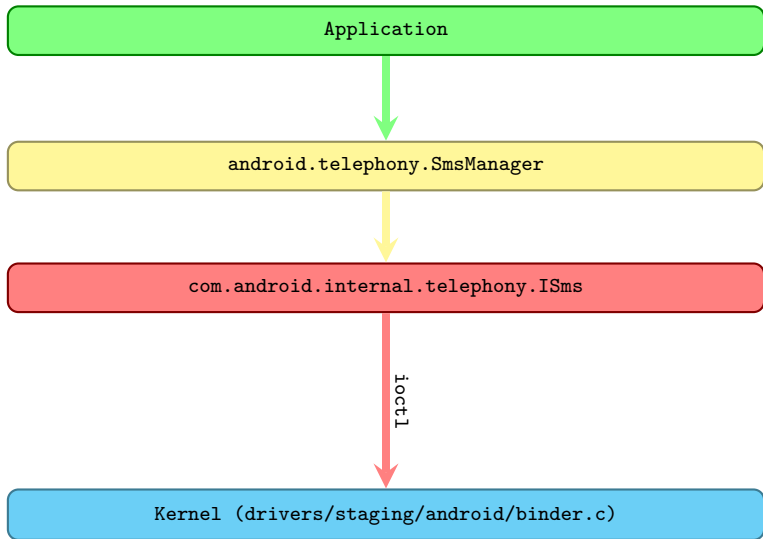 Application
android.telephony.SmsManager
com.android.internal.telephony.ISms
ioctl
Kernel (drivers/staging/android/binder.c)